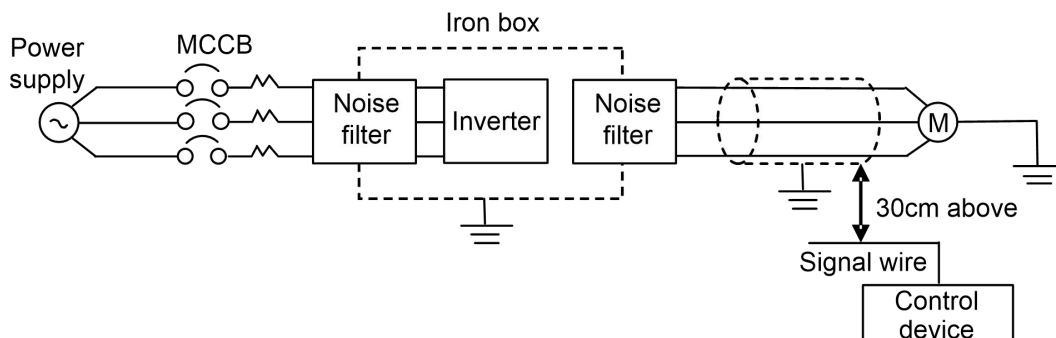 Iron box
Power
supply
MCCB
Noise
filter
Inverter
Noise
filter
M
30cm above
Signal wire
Control
device